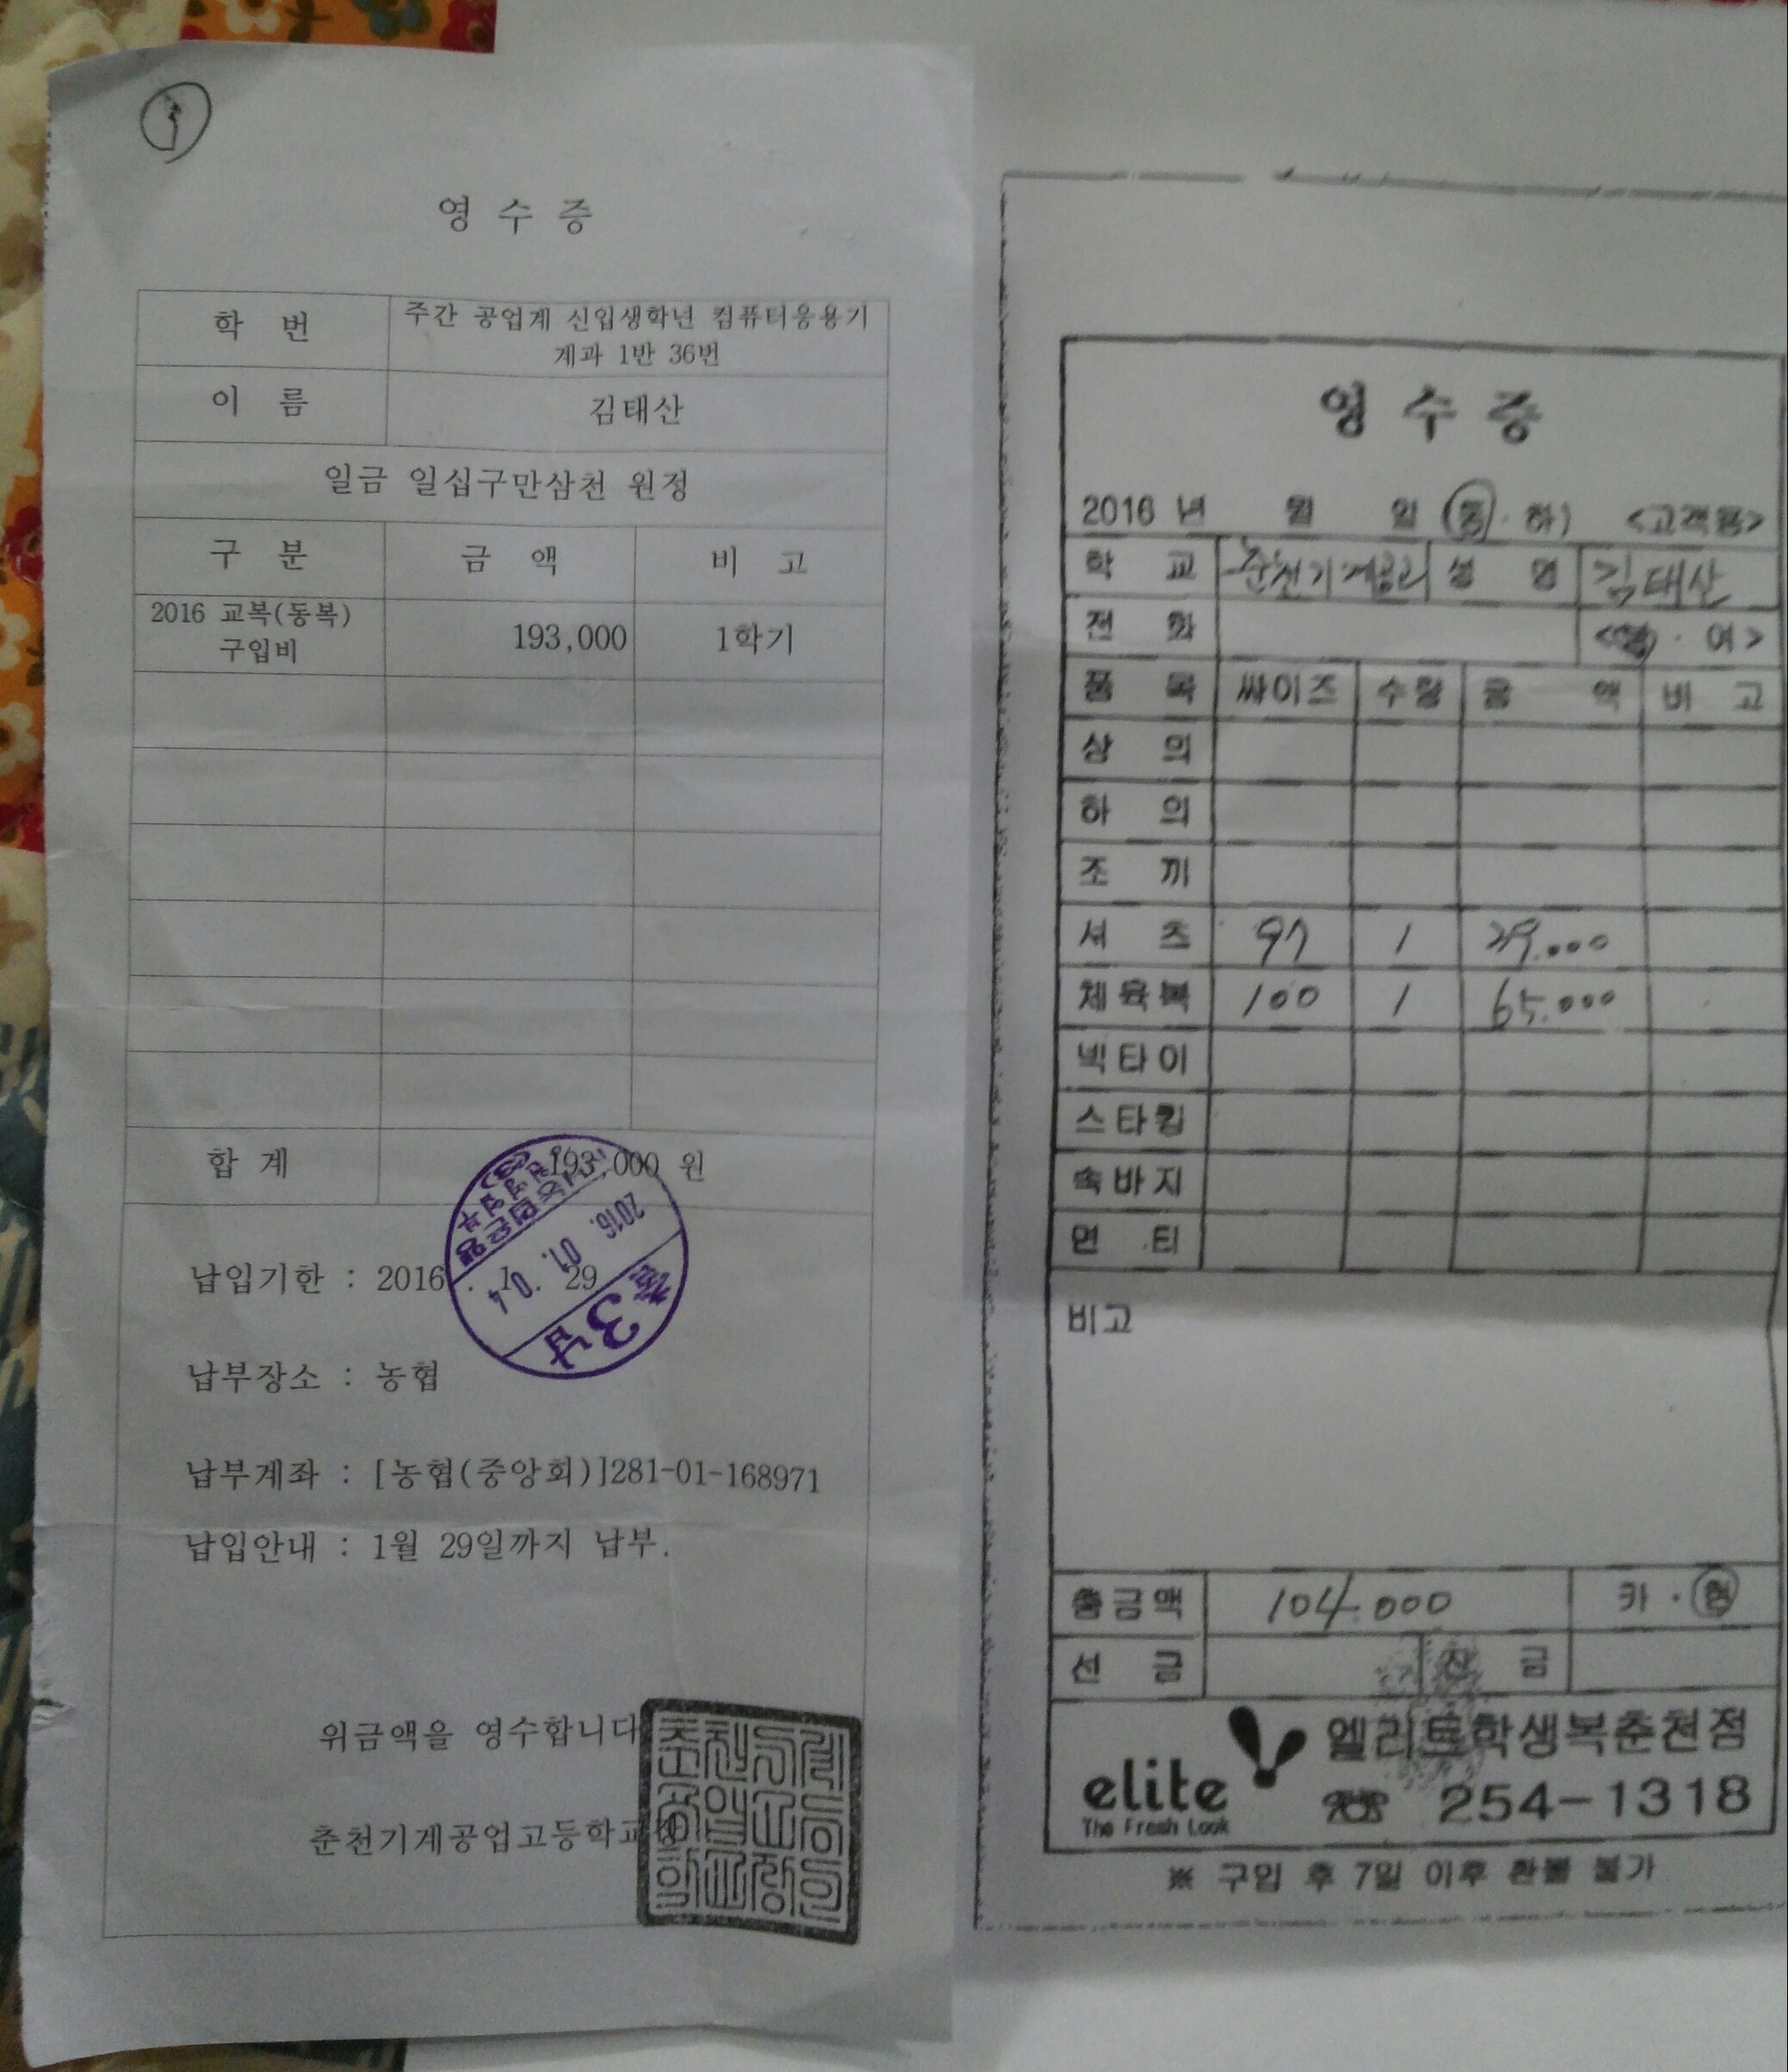 영 수 증
학 번 주간 공업계 신입생학년 컴퓨터응용기
계과 1반 36번
이 름 김태산
일금 일십구만삼천 원정
구 분 금 액 비 고
2016 교복(동복)
구입비 193,000 1학기
합 계 193,000 원
납입기한 : 2016 . 1. 29
납부장소 : 농협
납부계좌 : [농협(중앙회)]281-01-168971
납입안내 : 1월 29일까지 납부.
위금액을 영수합니다
춘천기계공업고등학교장
2016. 01. 04
3
영 수 증
2016 년 월 일 (동 · 하) <고객용>
학 교 춘천기계공고 성 명 김태산
전 화 <남 · 여>
품 목 싸이즈 수량 금 액 비 고
상 의
하 의
조 끼
셔 츠 97 1 39.000
체육복 100 1 65.000
넥타이
스타킹
속바지
면 티
비고
총금액 104.000 카 · 현
선 금 잔 금
elite
The Fresh Look
엘리트학생복춘천점
☎ 254-1318
※ 구입 후 7일 이후 환불 불가